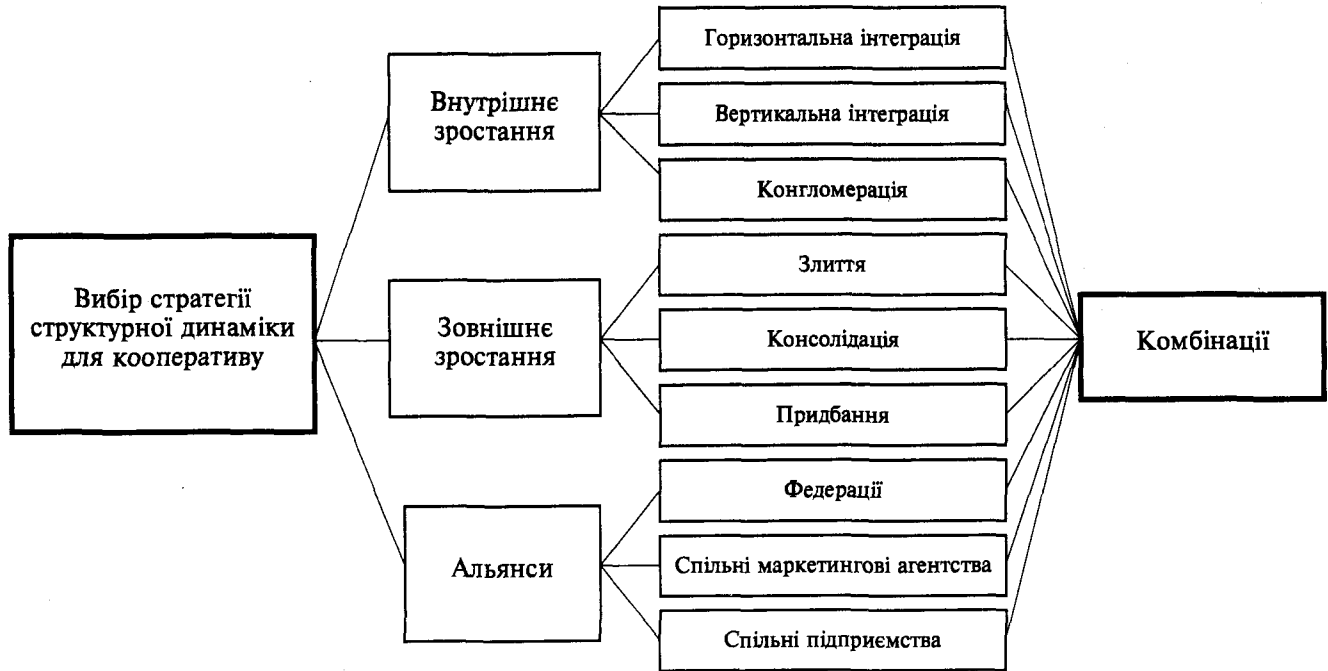 Вибір стратегії
структурної динаміки
для кооперативу
Внутрішнє
зростання
Зовнішнє
зростання
Альянси
Горизонтальна інтеграція
Вертикальна інтеграція
Конгломерація
Злиття
Консолідація
Придбання
Федерації
Спільні маркетингові агентства
Спільні підприємства
Комбінації